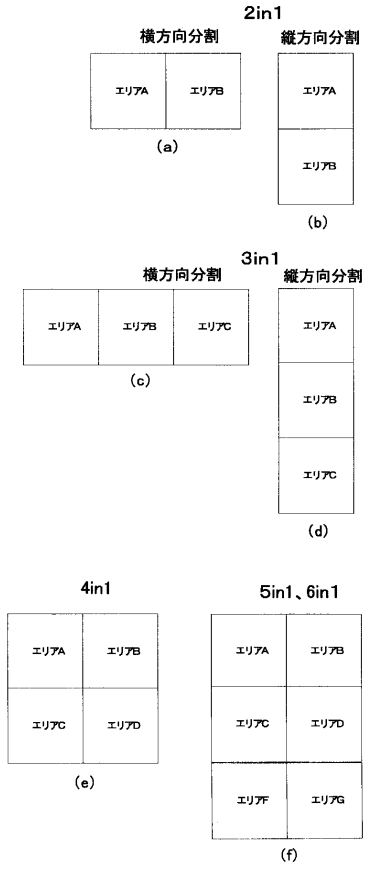 2in1
横方向分割 縦方向分割
エリアA エリアB
(a)
エリアA
エリアB
(b)
3in1
横方向分割 縦方向分割
エリアA エリアB エリアC
(c)
エリアA
エリアB
エリアC
(d)
4in1
エリアA エリアB
エリアC エリアD
(e)
5in1、6in1
エリアA エリアB
エリアC エリアD
エリアF エリアG
(f)